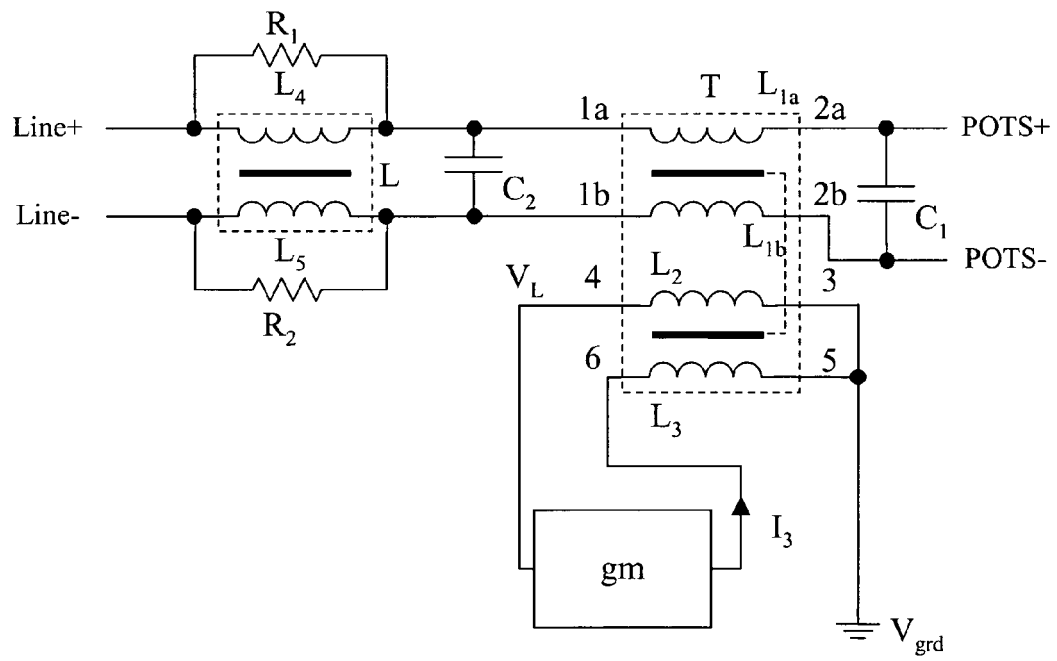 R1
L4
Line+
1a
T
L1a
2a
POTS+
L
C2
1b
2b
C1
Line-
L5
L1b
POTS-
R2
VL
4
L2
3
6
5
L3
I3
gm
Vgrd